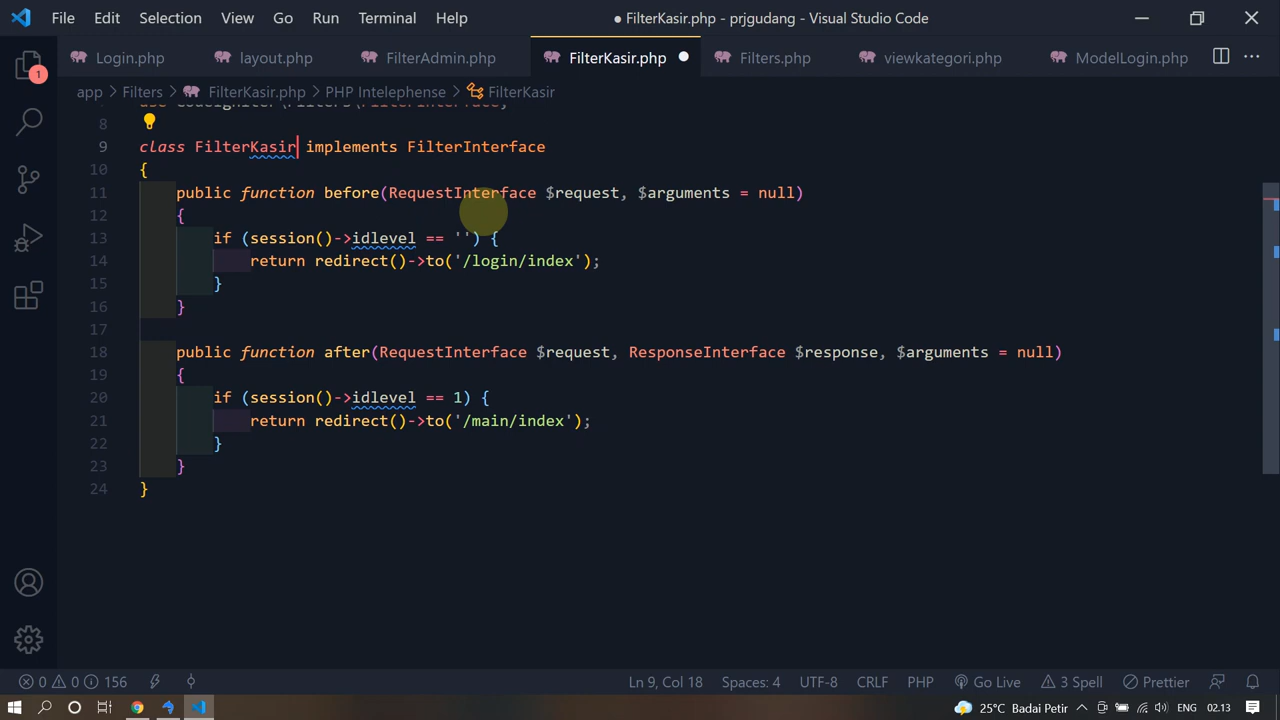 File Edit Selection View Go Run Terminal Help ● FilterKasir.php - prjgudang - Visual Studio Code
1
Login.php layout.php FilterAdmin.php FilterKasir.php Filters.php viewkategori.php ModelLogin.php
app > Filters > FilterKasir.php > PHP Intelephense > FilterKasir
use CodeIgniter\Filters\FilterInterface;
8
9 class FilterKasir implements FilterInterface
10 {
11 public function before(RequestInterface $request, $arguments = null)
12 {
13 if (session()->idlevel == '') {
14 return redirect()->to('/login/index');
15 }
16 }
17
18 public function after(RequestInterface $request, ResponseInterface $response, $arguments = null)
19 {
20 if (session()->idlevel == 1) {
21 return redirect()->to('/main/index');
22 }
23 }
24 }
0 0 156 Ln 9, Col 18 Spaces: 4 UTF-8 CRLF PHP Go Live 3 Spell Prettier
25°C Badai Petir ENG 02.13